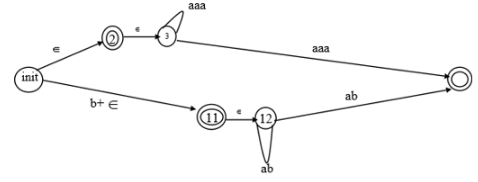 aaa
∈
2
∈
3
aaa
init
b+ ∈
11
∈
12
ab
ab